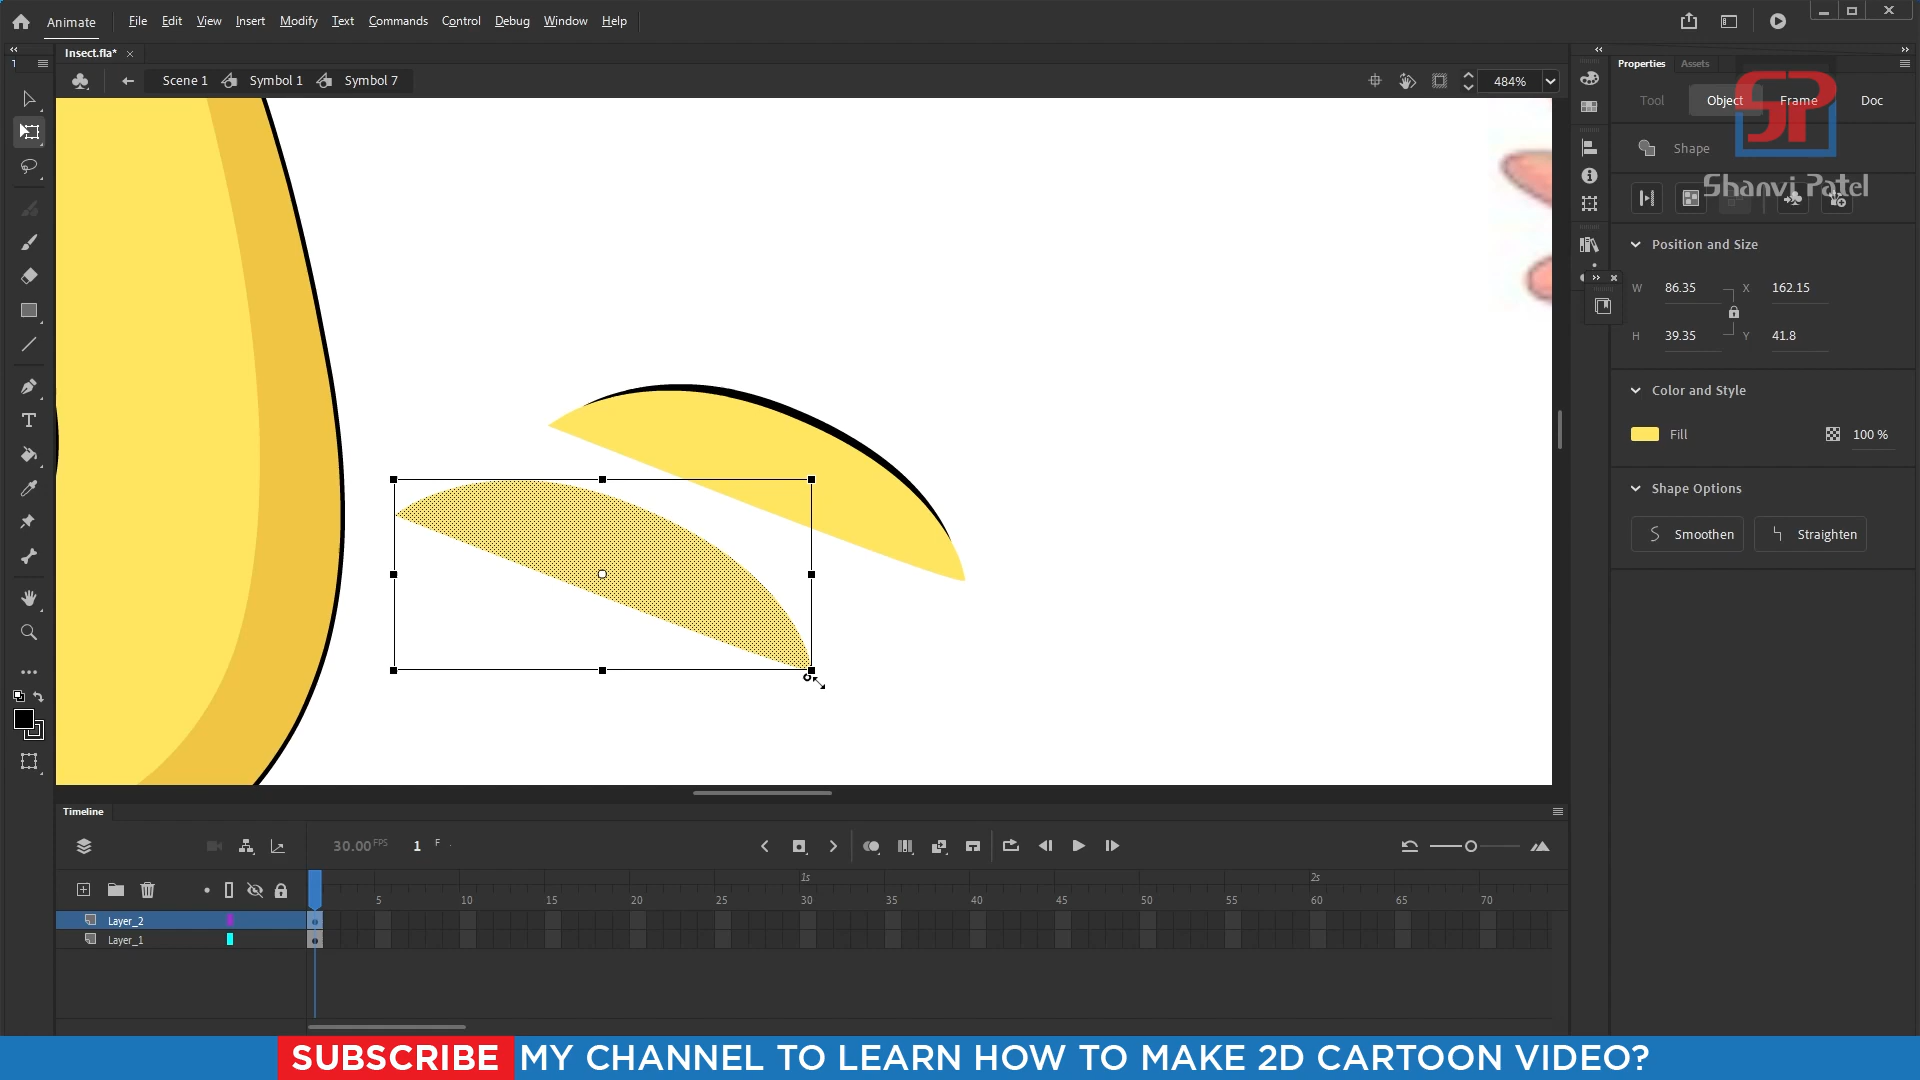 Animate File Edit View Insert Modify Text Commands Control Debug Window Help
Insect.fla* ×
Scene 1 Symbol 1 Symbol 7 484%
Properties Assets
Tool Object Frame Doc
SP
Shape
Shanvi Patel
Position and Size
W 86.35 X 162.15
H 39.35 Y 41.8
Color and Style
Fill 100 %
Shape Options
Smoothen Straighten
Timeline
30.00 FPS 1 F
1s 2s
5 10 15 20 25 30 35 40 45 50 55 60 65 70
Layer_2
Layer_1
SUBSCRIBE MY CHANNEL TO LEARN HOW TO MAKE 2D CARTOON VIDEO?